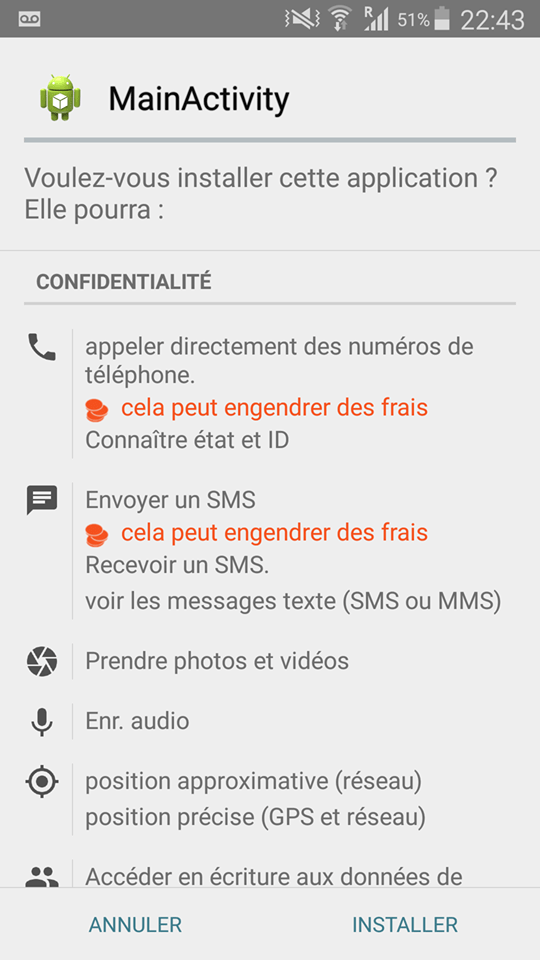 R 51% 22:43
MainActivity
Voulez-vous installer cette application ?
Elle pourra :
CONFIDENTIALITÉ
appeler directement des numéros de
téléphone.
cela peut engendrer des frais
Connaître état et ID
Envoyer un SMS
cela peut engendrer des frais
Recevoir un SMS.
voir les messages texte (SMS ou MMS)
Prendre photos et vidéos
Enr. audio
position approximative (réseau)
position précise (GPS et réseau)
Accéder en écriture aux données de
ANNULER INSTALLER